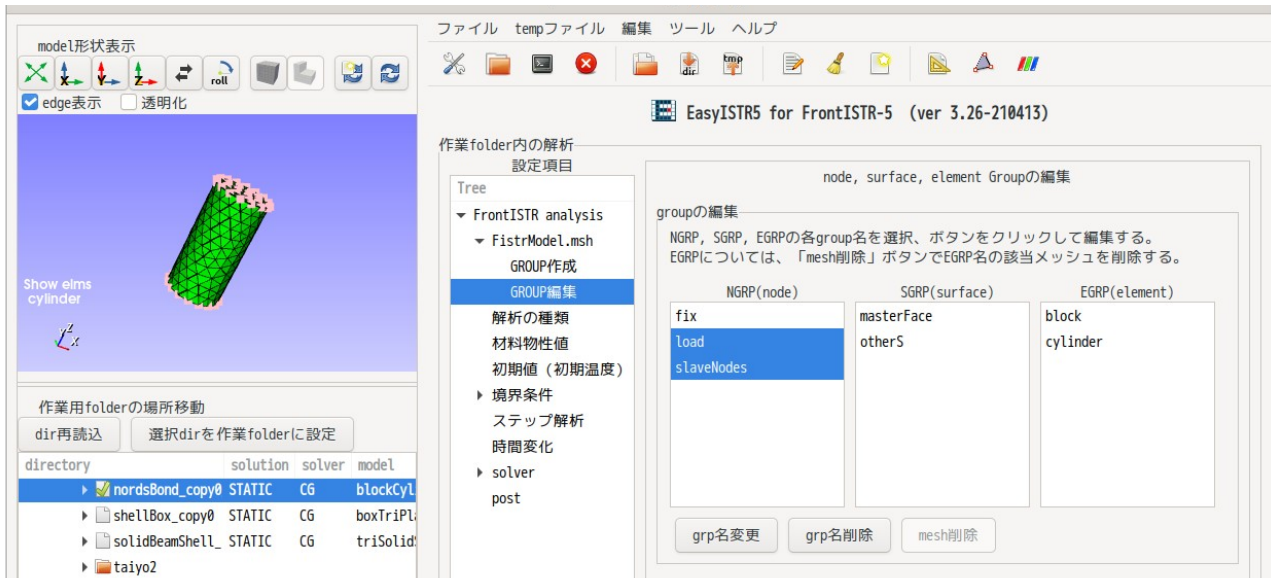 ファイル tempファイル 編集 ツール ヘルプ
model形状表示
X Y Z roll
dir tmp
edge表示 透明化
EasyISTR5 for FrontISTR-5 (ver 3.26-210413)
Show elms
cylinder
Z Y X
作業用folderの場所移動
dir再読込 選択dirを作業folderに設定
directory solution solver model
nordsBond_copy0 STATIC CG blockCyl
shellBox_copy0 STATIC CG boxTriPl
solidBeamShell_ STATIC CG triSolid
taiyo2
作業folder内の解析
設定項目
Tree
FrontISTR analysis
FistrModel.msh
GROUP作成
GROUP編集
解析の種類
材料物性値
初期値(初期温度)
境界条件
ステップ解析
時間変化
solver
post
node, surface, element Groupの編集
groupの編集
NGRP, SGRP, EGRPの各group名を選択、ボタンをクリックして編集する。
EGRPについては、「mesh削除」ボタンでEGRP名の該当メッシュを削除する。
NGRP(node) SGRP(surface) EGRP(element)
fix masterFace block
load otherS cylinder
slaveNodes
grp名変更 grp名削除 mesh削除